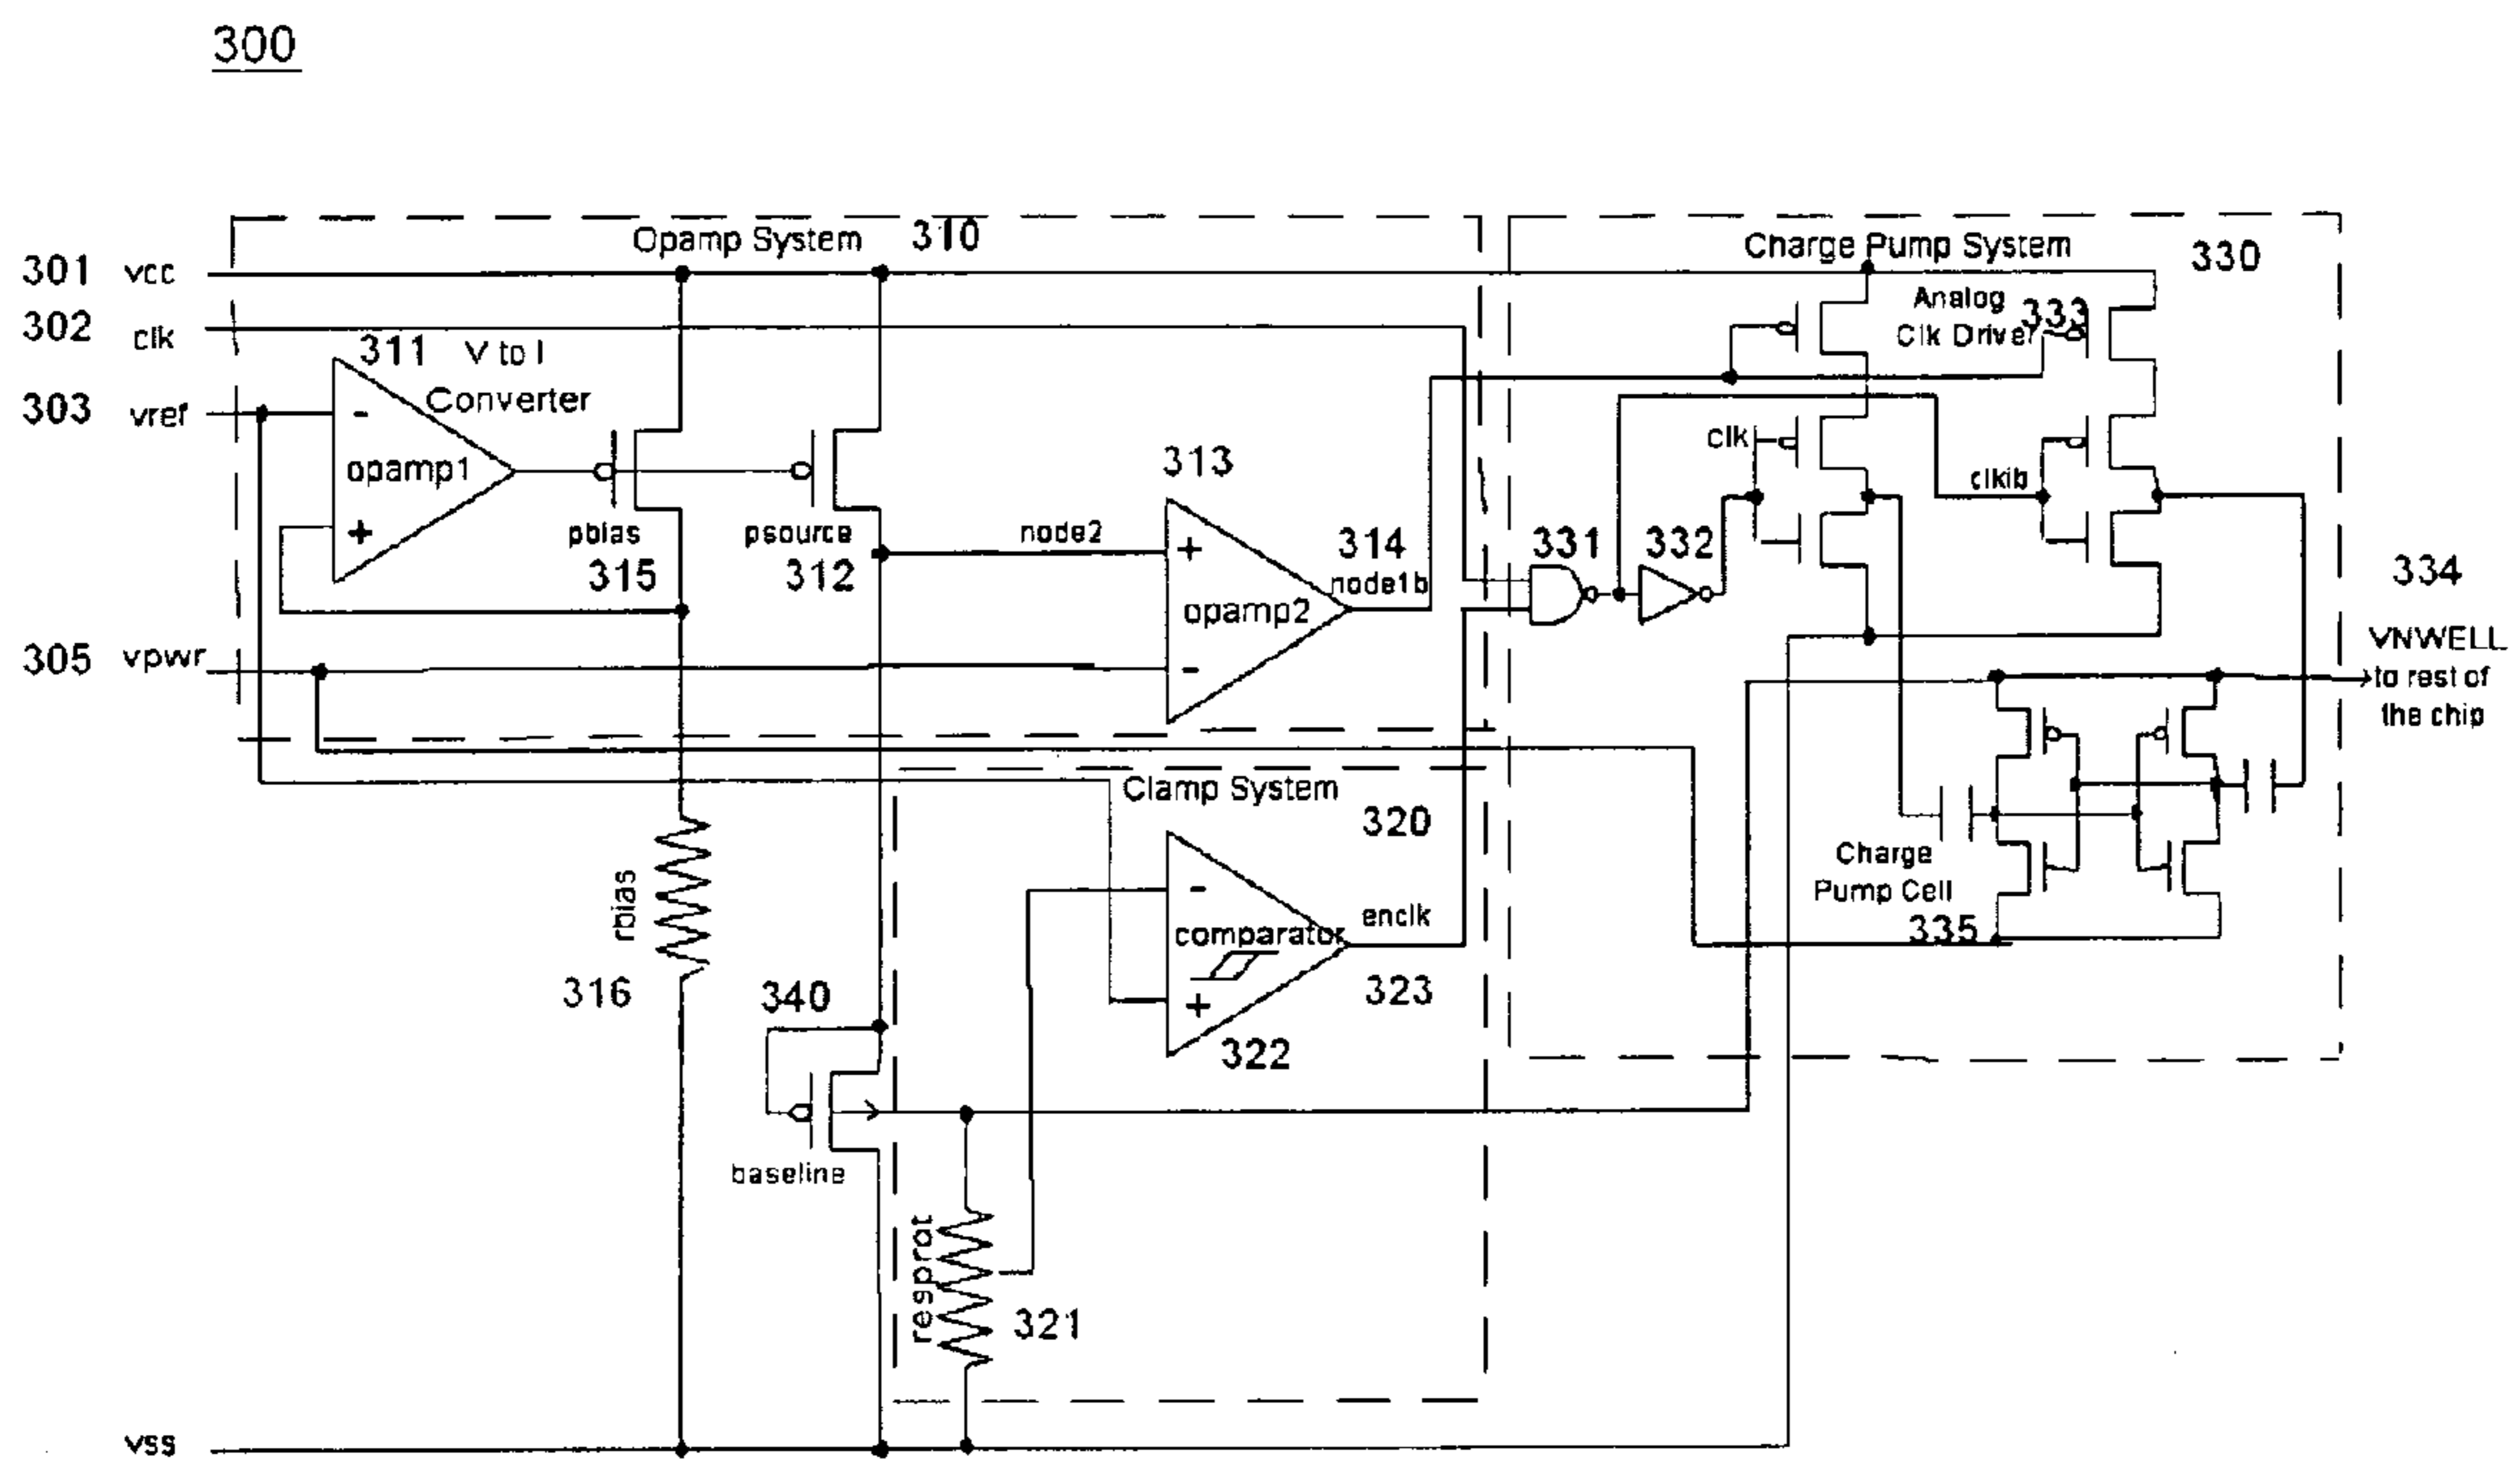 300
Opamp System 310
Charge Pump System
330
301 vcc
302 clk
303 vref
305 vpwr
311 V to I
Converter
-
opamp1
+
pbias
315
psource
312
node2
313
+
opamp2
-
314
node1b
331
332
Analog
Clk Driver
333
clk
clkib
334
VNWELL
to rest of
the chip
Clamp System
320
-
comparator
+
322
enclk
323
Charge
Pump Cell
335
rbias
316
340
baseline
resprot
321
vss